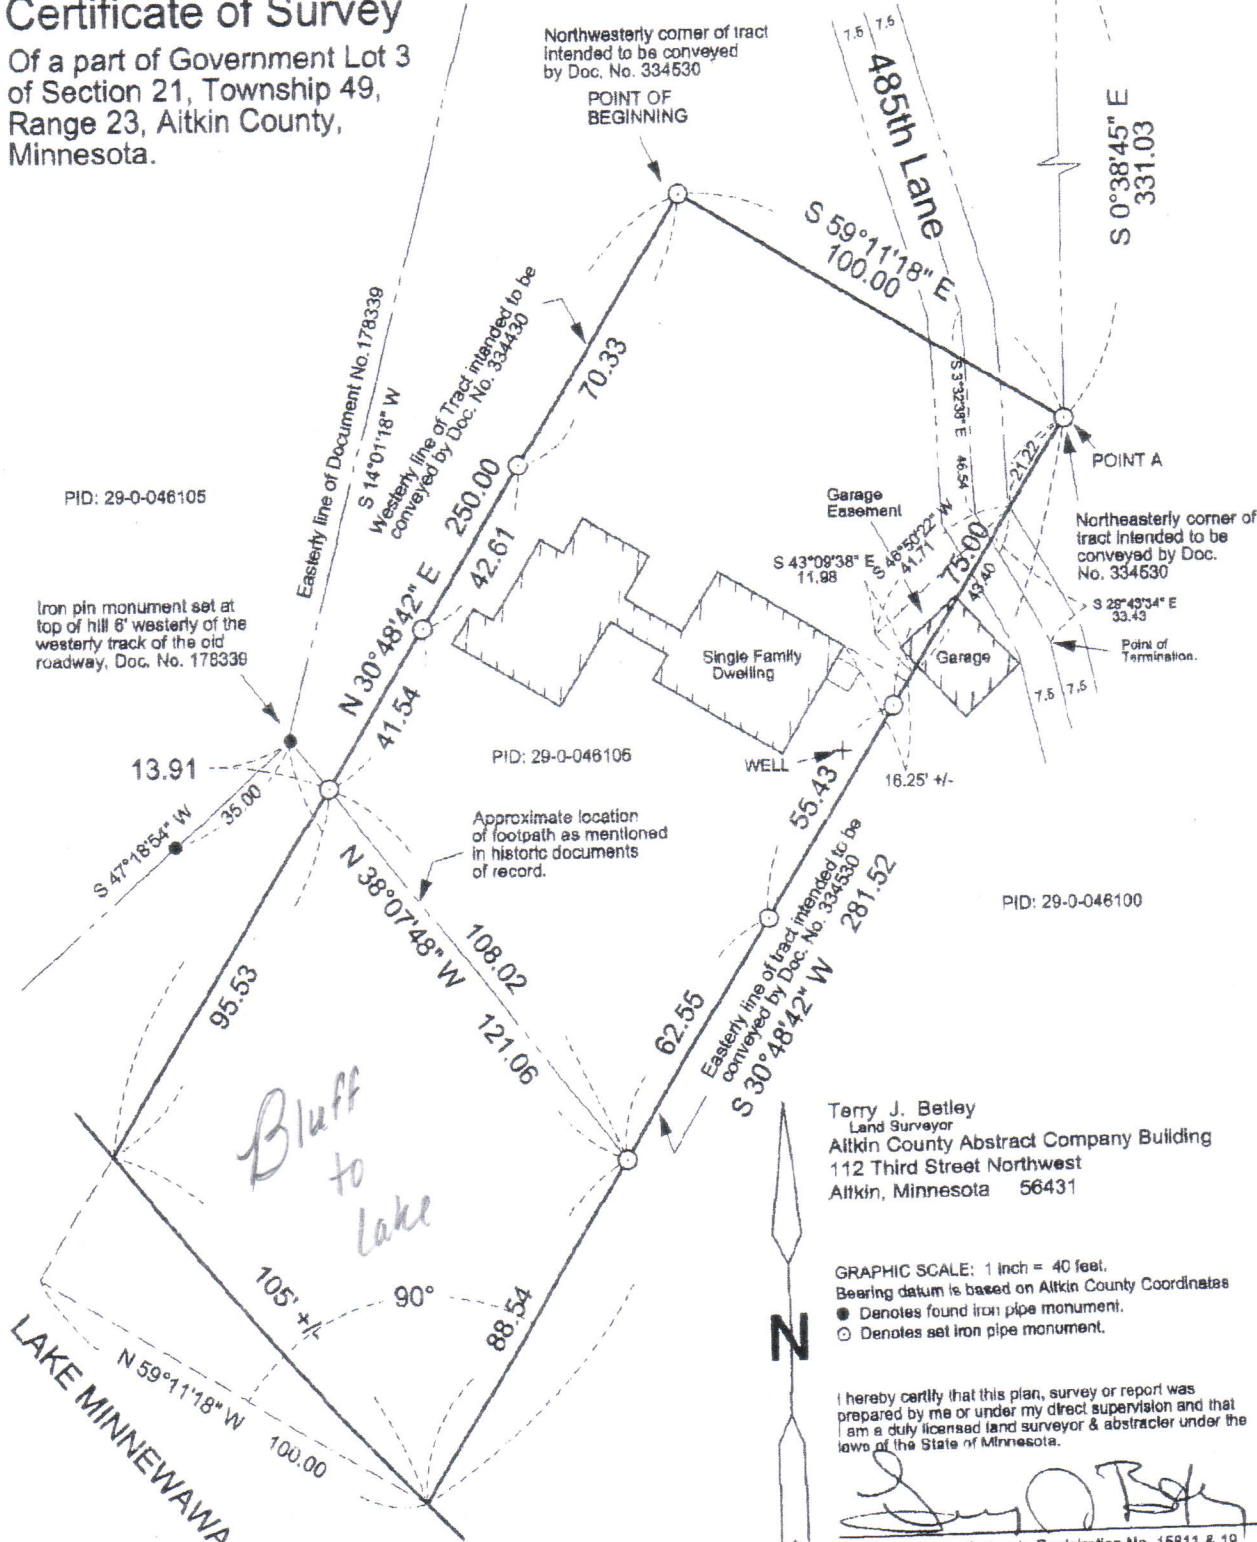 Certificate of Survey
Of a part of Government Lot 3
of Section 21, Township 49,
Range 23, Aitkin County,
Minnesota.
Northwesterly corner of tract
intended to be conveyed
by Doc. No. 334530
POINT OF
BEGINNING
7.5 7.5
485th Lane
S 0°38'45" E
331.03
S 59°11'18" E
100.00
Easterly line of Document No.178339
S 14°01'18" W
Westerly line of Tract intended to be
conveyed by Doc. No. 334430
70.33
N 30°48'42" E 250.00
42.61
41.54
S 3°32'38" E 46.54
21.22
POINT A
PID: 29-0-046105
Garage
Easement
S 46°50'22" W
41.71
75.00
43.40
S 43°09'38" E
11.98
Northeasterly corner of
tract intended to be
conveyed by Doc.
No. 334530
S 28°43'34" E
33.43
Point of
Termination.
Iron pin monument set at
top of hill 6' westerly of the
westerly track of the old
roadway, Doc. No. 178339
Single Family
Dwelling
Garage
7.5 7.5
13.91
35.00
S 47°18'54" W
PID: 29-0-046106
WELL
16.25' +/-
55.43
Approximate location
of footpath as mentioned
in historic documents
of record.
N 38°07'48" W
108.02
121.06
Easterly line of tract intended to be
conveyed by Doc. No. 334530
S 30°48'42" W 281.52
PID: 29-0-046100
95.53
62.55
Bluff
to
lake
105' +/-
90°
88.54
N 59°11'18" W 100.00
LAKE MINNEWAWA
Terry J. Betley
Land Surveyor
Aitkin County Abstract Company Building
112 Third Street Northwest
Aitkin, Minnesota 56431
GRAPHIC SCALE: 1 inch = 40 feet.
Bearing datum is based on Aitkin County Coordinates
Denotes found iron pipe monument.
Denotes set iron pipe monument.
N
I hereby certify that this plan, survey or report was
prepared by me or under my direct supervision and that
I am a duly licensed land surveyor & abstracter under the
laws of the State of Minnesota.
Registration No. 15811 & 19